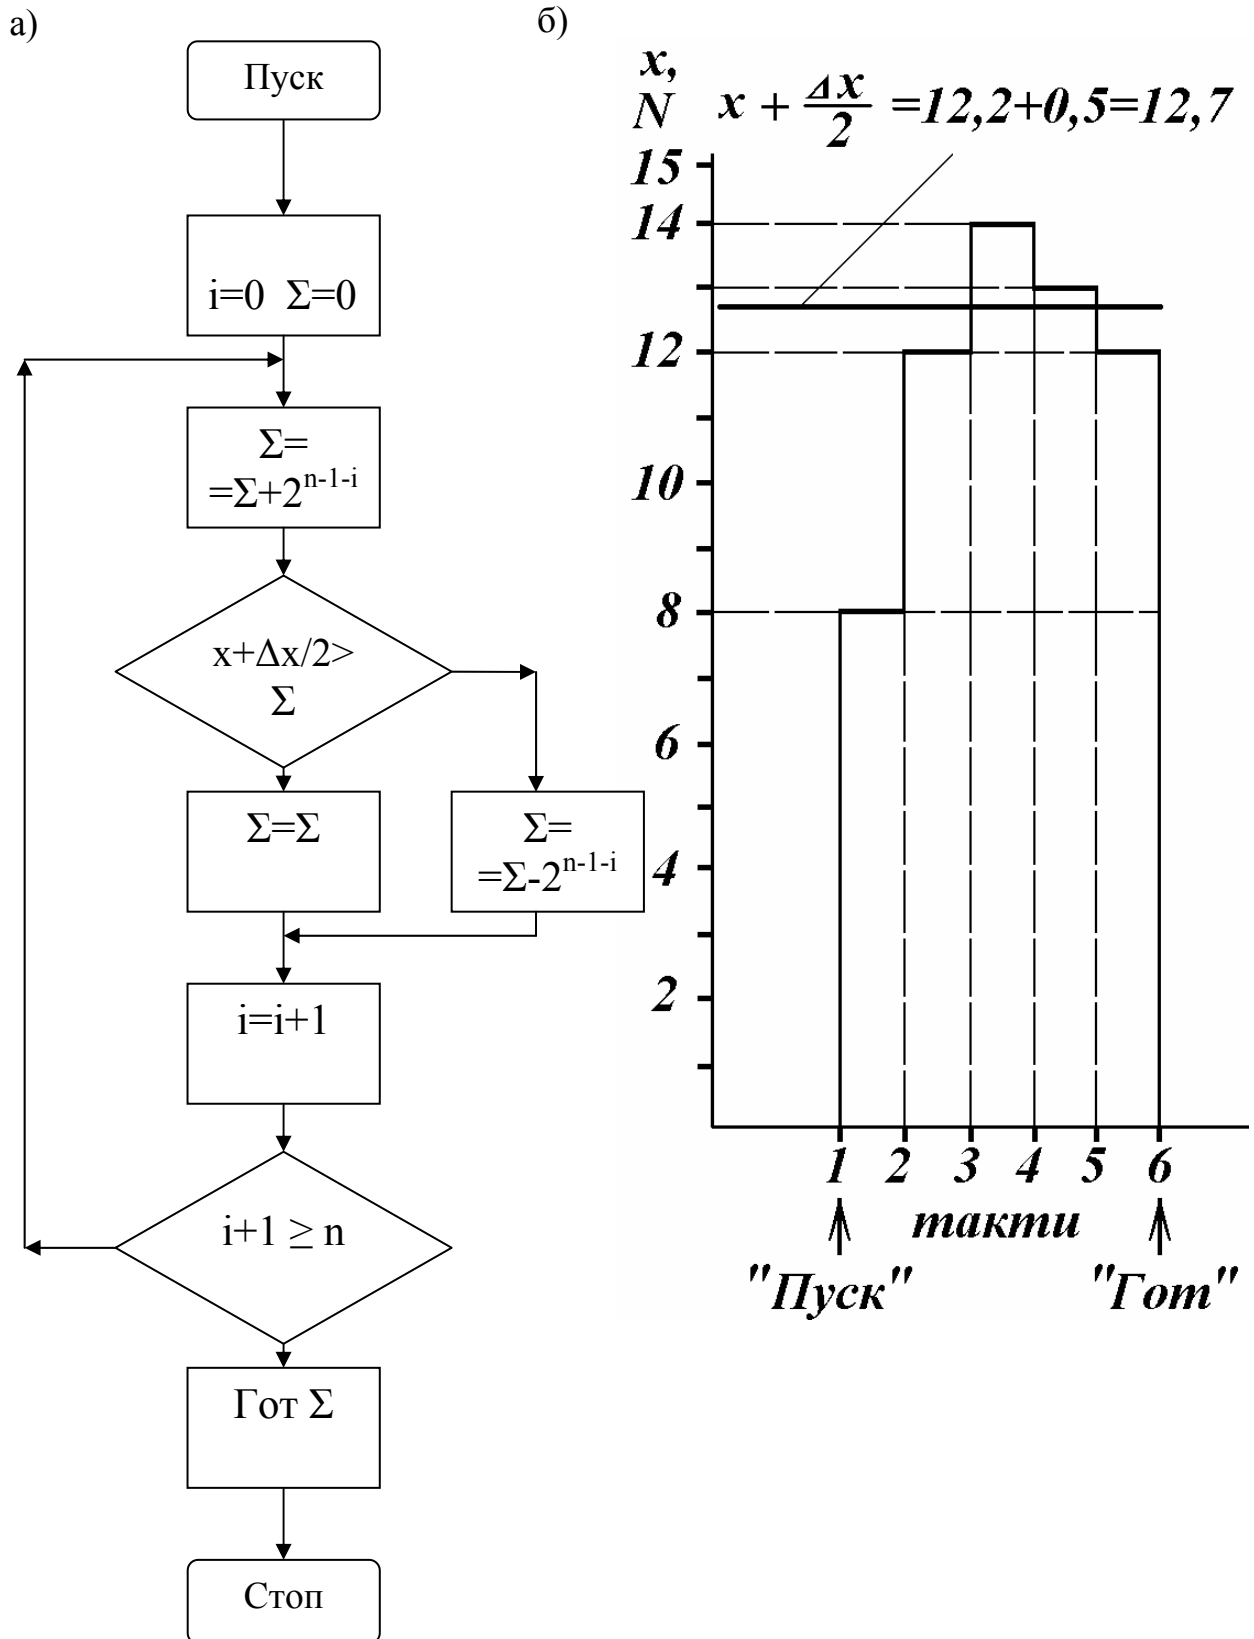 а)
Пуск
i=0 Σ=0
Σ=
=Σ+2^{n-1-i}
x+Δx/2>
Σ
Σ=Σ
Σ=
=Σ-2^{n-1-i}
i=i+1
i+1 ≥ n
Гот Σ
Стоп
б)
x,
N
x + Δx/2 =12,2+0,5=12,7
15
14
12
10
8
6
4
2
1 2 3 4 5 6
такти
"Пуск" "Гот"